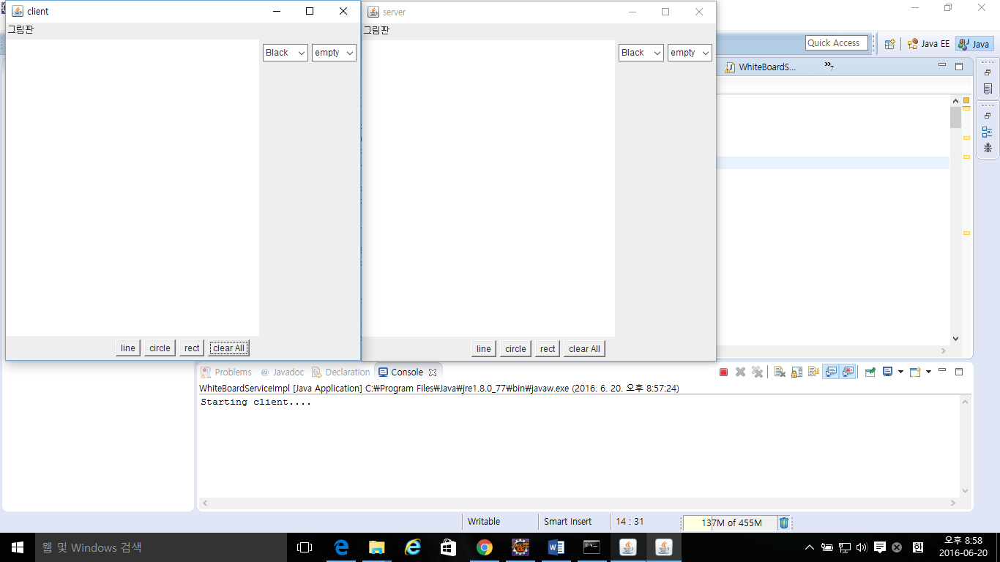 client
server
그림판
그림판
Black
empty
Black
empty
Quick Access
Java EE
Java
WhiteBoardS...
»7
line
circle
rect
clear All
line
circle
rect
clear All
Problems
@ Javadoc
Declaration
Console
WhiteBoardServiceImpl [Java Application] C:₩Program Files₩Java₩jre1.8.0_77₩bin₩javaw.exe (2016. 6. 20. 오후 8:57:24)
Starting client....
Writable
Smart Insert
14 : 31
137M of 455M
웹 및 Windows 검색
한
오후 8:58
2016-06-20